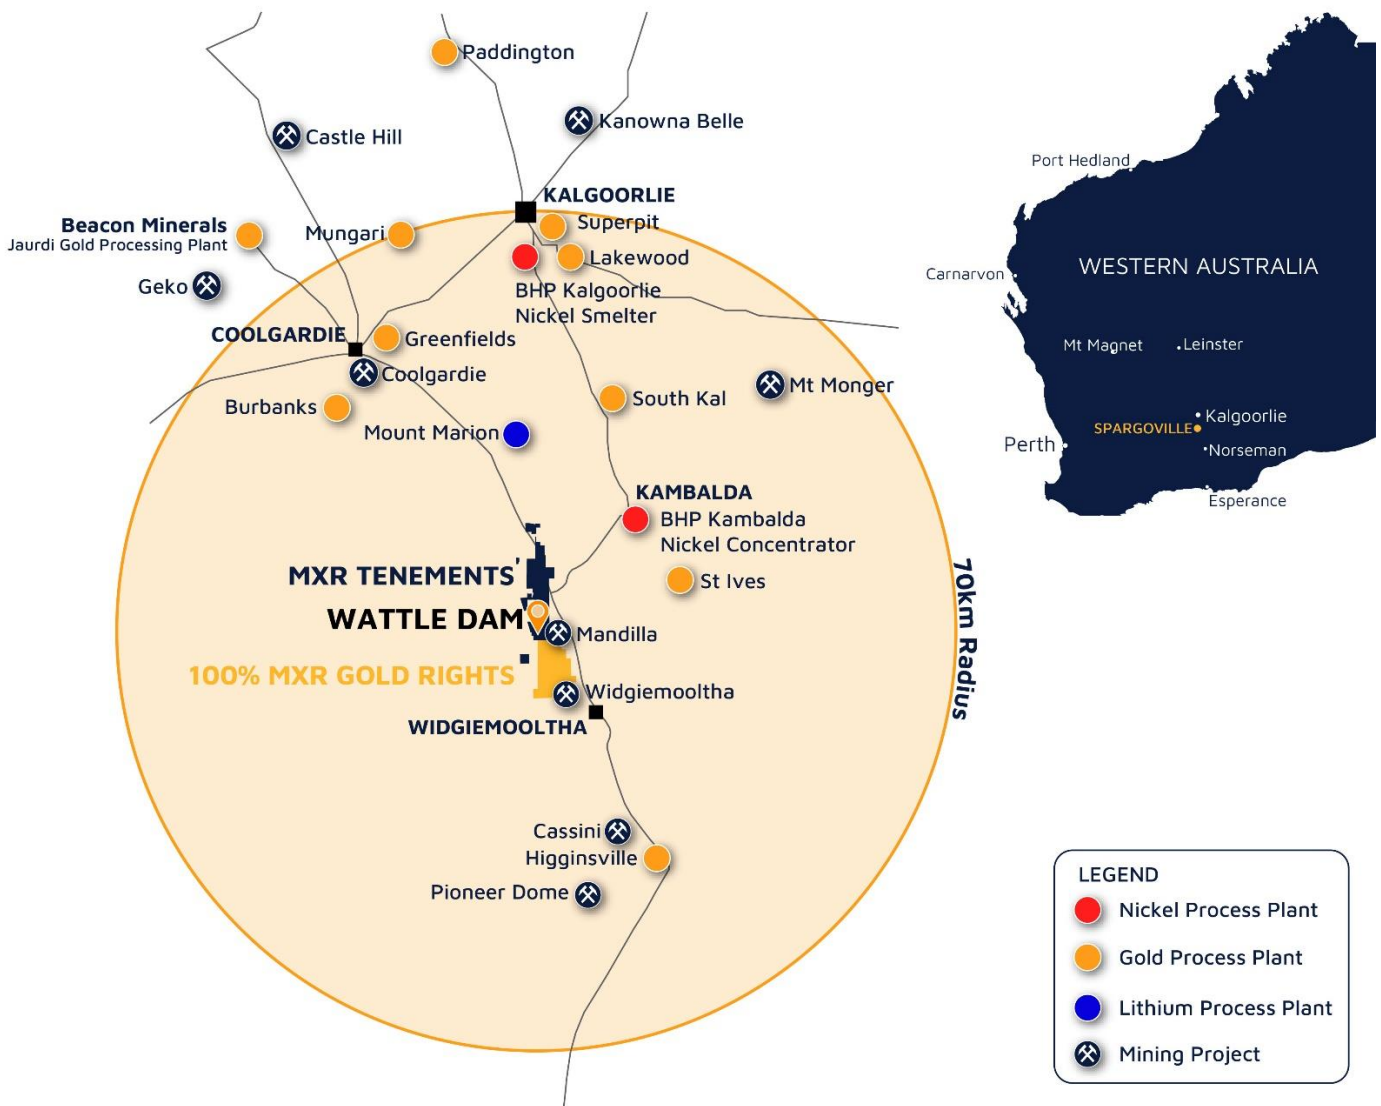 Paddington
Castle Hill
Kanowna Belle
KALGOORLIE
Superpit
Beacon Minerals
Jaurdi Gold Processing Plant
Mungari
Lakewood
Geko
BHP Kalgoorlie
Nickel Smelter
COOLGARDIE
Greenfields
Coolgardie
Mt Monger
Burbanks
South Kal
Mount Marion
KAMBALDA
BHP Kambalda
Nickel Concentrator
MXR TENEMENTS'
St Ives
WATTLE DAM
Mandilla
100% MXR GOLD RIGHTS
Widgiemooltha
WIDGIEMOOLTHA
70km Radius
Cassini
Higginsville
Pioneer Dome
Port Hedland
WESTERN AUSTRALIA
Carnarvon
Mt Magnet
Leinster
Kalgoorlie
SPARGOVILLE
Perth
Norseman
Esperance
LEGEND
Nickel Process Plant
Gold Process Plant
Lithium Process Plant
Mining Project